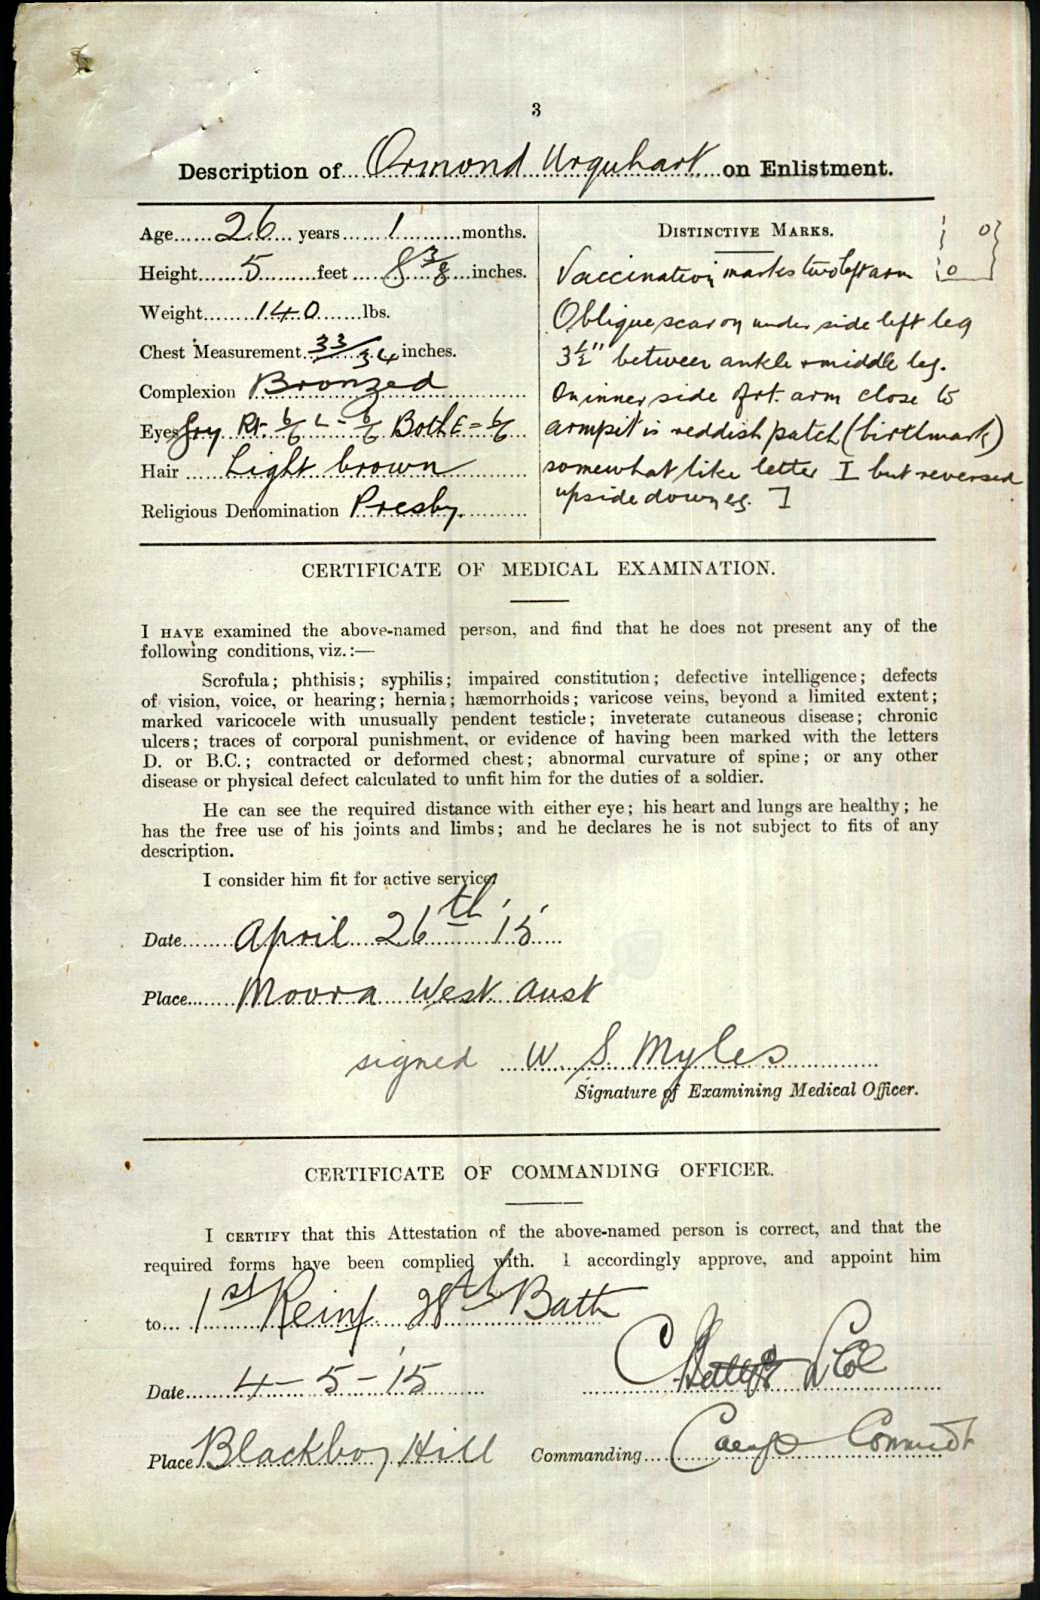 3
Description of Ormond Urquhart on Enlistment.
Age 26 years 1 months.
Height 5 feet 8 3/8 inches.
Weight 140 lbs.
Chest Measurement 33/34 inches.
Complexion Bronzed
Eyes Gry Rt. 6/6 L - 6/6 Both E = 6/6
Hair Light brown
Religious Denomination Presby.
DISTINCTIVE MARKS.
Vaccination marks two left arm
0
0
Oblique scar on under side left leg
3½" between ankle & middle leg.
On inner side of rt. arm close to
armpit is reddish patch (birthmark)
somewhat like letter I but reversed
upside down eg. I
CERTIFICATE OF MEDICAL EXAMINATION.
I HAVE examined the above-named person, and find that he does not present any of the
following conditions, viz.:—
Scrofula; phthisis; syphilis; impaired constitution; defective intelligence; defects
of vision, voice, or hearing; hernia; hæmorrhoids; varicose veins, beyond a limited extent;
marked varicocele with unusually pendent testicle; inveterate cutaneous disease; chronic
ulcers; traces of corporal punishment, or evidence of having been marked with the letters
D. or B.C.; contracted or deformed chest; abnormal curvature of spine; or any other
disease or physical defect calculated to unfit him for the duties of a soldier.
He can see the required distance with either eye; his heart and lungs are healthy; he
has the free use of his joints and limbs; and he declares he is not subject to fits of any
description.
I consider him fit for active service.
Date April 26th '15'
Place Moora West Aust
signed W S Myles
Signature of Examining Medical Officer.
CERTIFICATE OF COMMANDING OFFICER.
I CERTIFY that this Attestation of the above-named person is correct, and that the
required forms have been complied with. I accordingly approve, and appoint him
to 1st Reinf 28th Battn
Date 4 - 5 - '15
C Lt Col
Place Blackboy Hill Commanding Camp Commdt